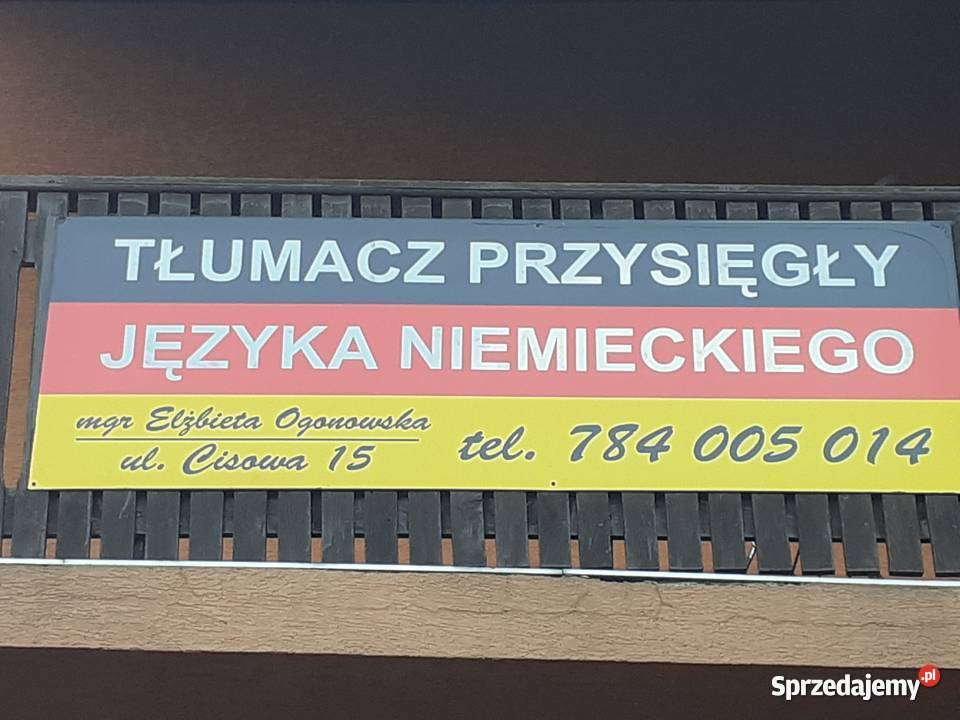 TŁUMACZ PRZYSIĘGŁY
JĘZYKA NIEMIECKIEGO
mgr Elżbieta Ogonowska
ul. Cisowa 15
tel. 784 005 014
Sprzedajemy.pl